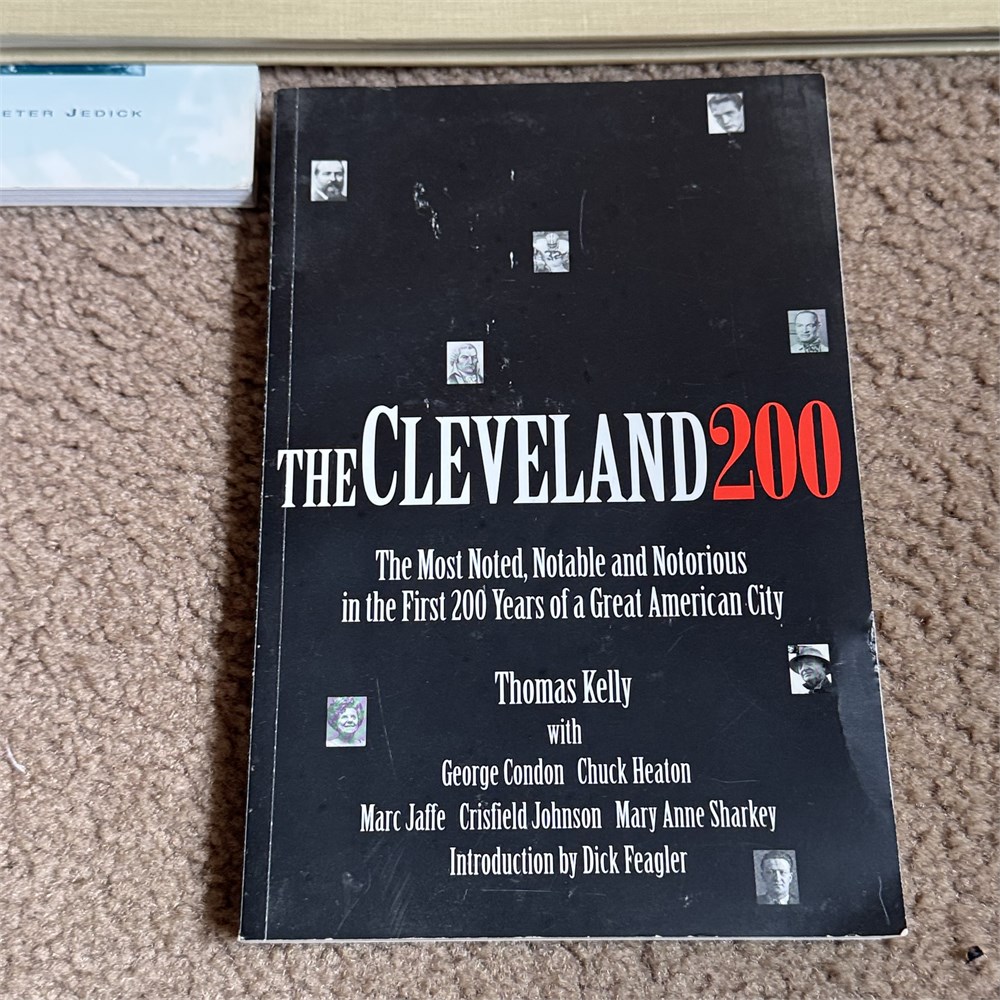 ETER JEDICK
32
THE CLEVELAND 200
The Most Noted, Notable and Notorious
in the First 200 Years of a Great American City
Thomas Kelly
with
George Condon Chuck Heaton
Marc Jaffe Crisfield Johnson Mary Anne Sharkey
Introduction by Dick Feagler